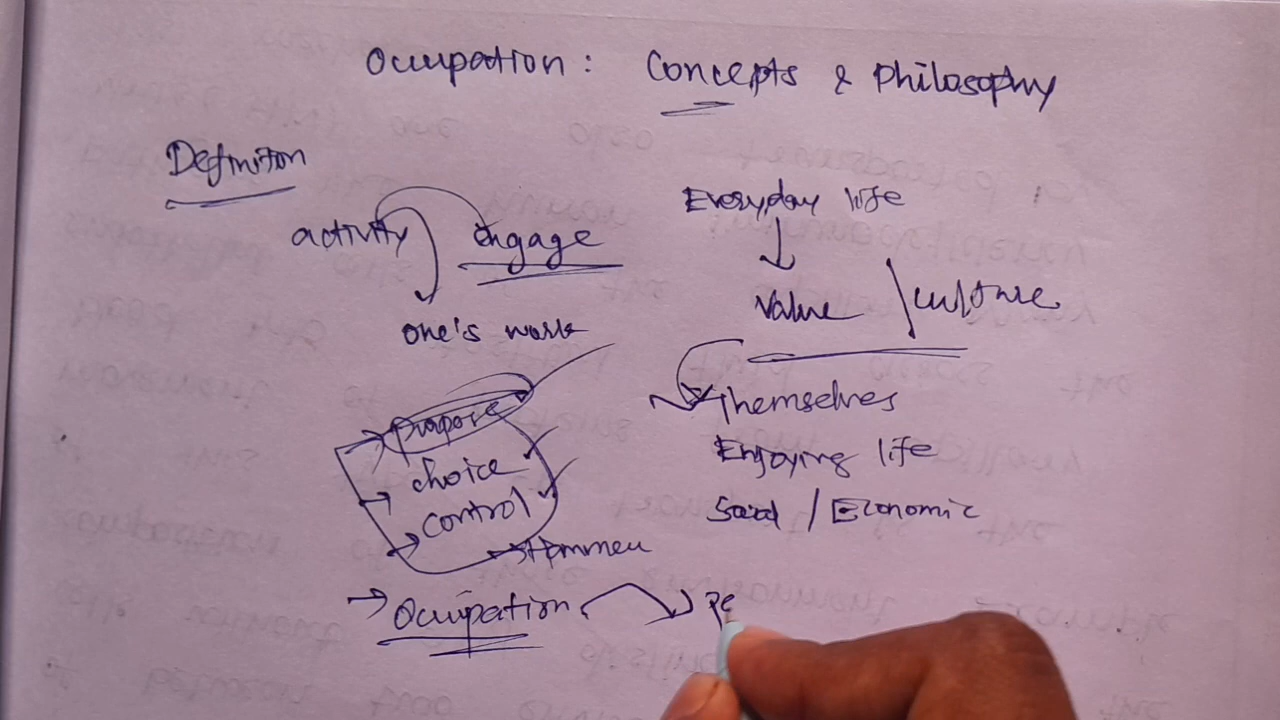 Occupation: Concepts & Philosophy
Definition
activity engage
one's work
purpose
choice
control
→ Occupation
Everyday life
↓
Value / culture
Themselves
Enjoying life
Social / Economic